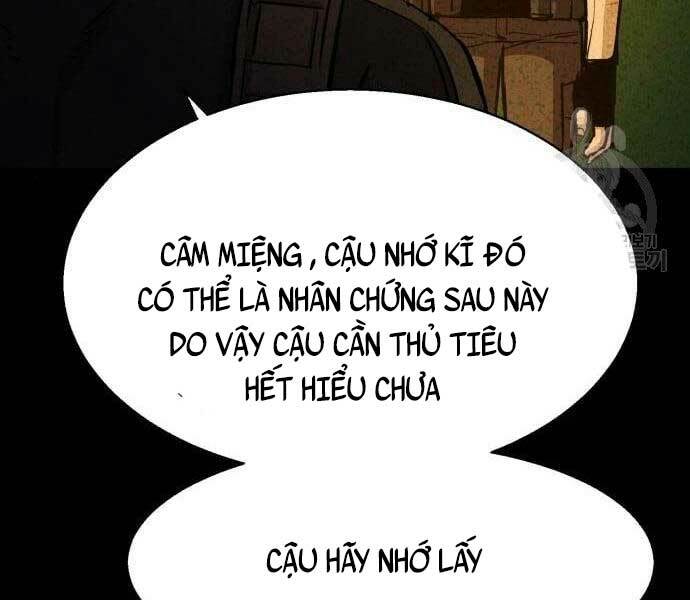 CÂM MIỆNG, CẬU NHỚ KĨ ĐÓ
CÓ THỂ LÀ NHÂN CHỨNG SAU NÀY
DO VẬY CẬU CẦN THỦ TIÊU
HẾT HIỂU CHƯA
CẬU HÃY NHỚ LẤY